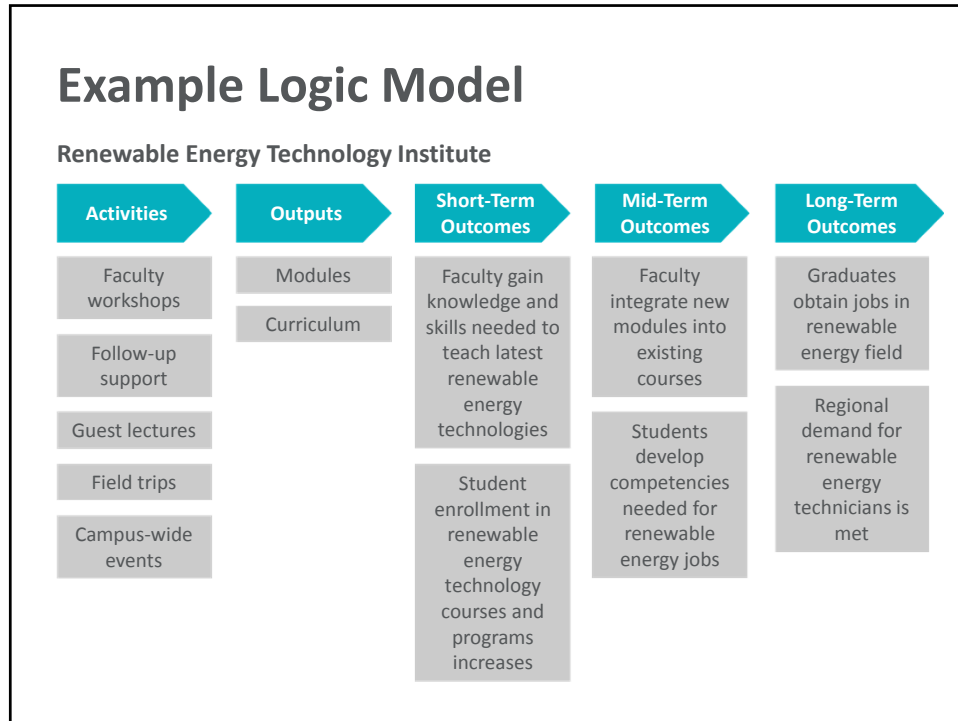 Example Logic Model
Renewable Energy Technology Institute
Activities
Faculty
workshops
Follow-up
support
Guest lectures
Field trips
Campus-wide
events
Outputs
Modules
Curriculum
Short-Term
Outcomes
Faculty gain
knowledge and
skills needed to
teach latest
renewable
energy
technologies
Student
enrollment in
renewable
energy
technology
courses and
programs
increases
Mid-Term
Outcomes
Faculty
integrate new
modules into
existing
courses
Students
develop
competencies
needed for
renewable
energy jobs
Long-Term
Outcomes
Graduates
obtain jobs in
renewable
energy field
Regional
demand for
renewable
energy
technicians is
met